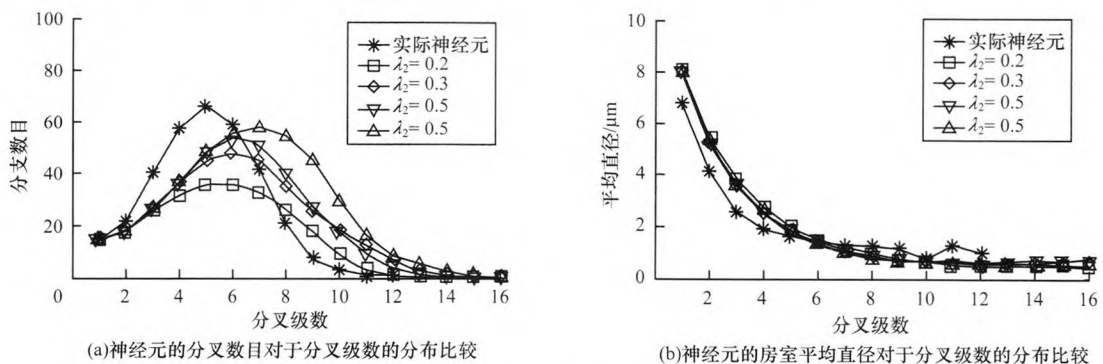 100
80
60
40
20
0
分支数目
2 4 6 8 10 12 14 16
分叉级数
实际神经元
λ₂= 0.2
λ₂= 0.3
λ₂= 0.5
λ₂= 0.5
(a)神经元的分叉数目对于分叉级数的分布比较
10
8
6
4
2
0
平均直径/μm
2 4 6 8 10 12 14 16
分叉级数
实际神经元
λ₂= 0.2
λ₂= 0.3
λ₂= 0.5
λ₂= 0.5
(b)神经元的房室平均直径对于分叉级数的分布比较